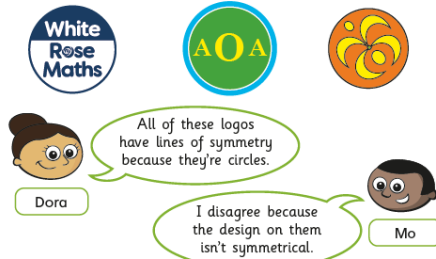 White
Rose
Maths
AOA
All of these logos
have lines of symmetry
because they're circles.
Dora
I disagree because
the design on them
isn't symmetrical.
Mo